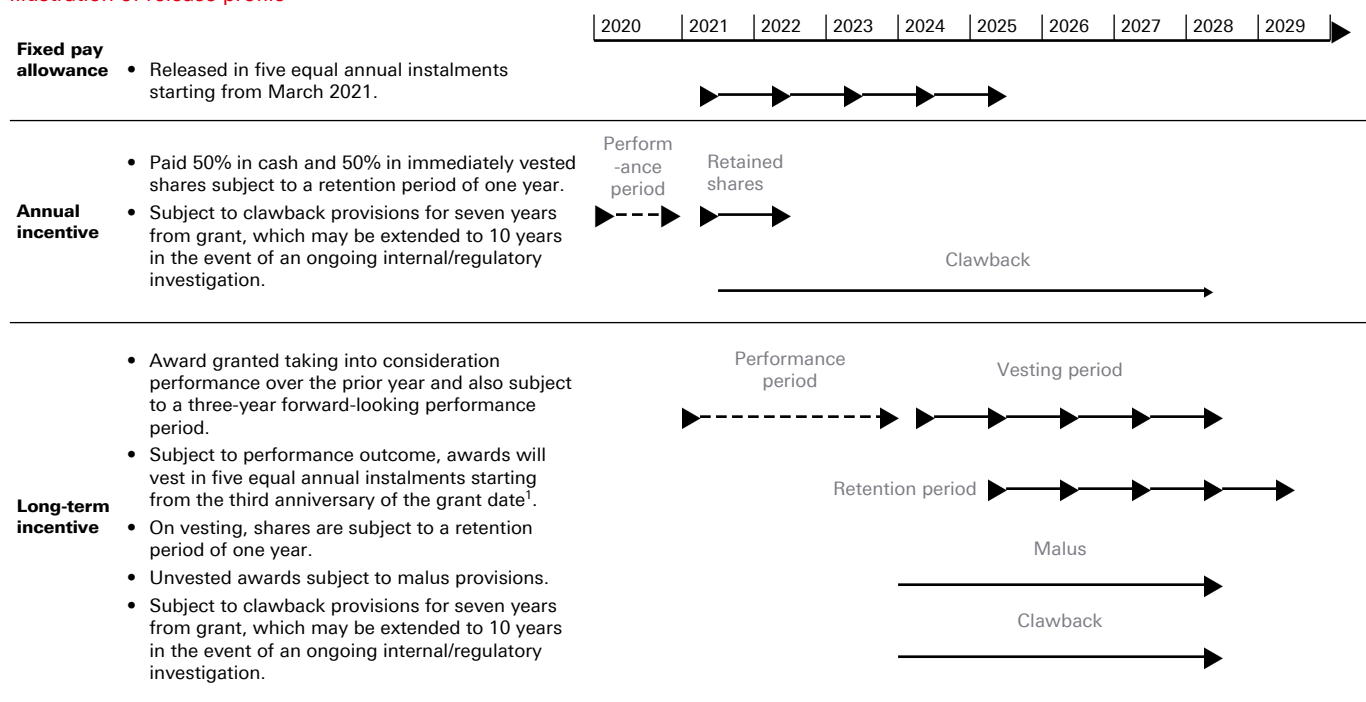 Illustration of release profile
2020 2021 2022 2023 2024 2025 2026 2027 2028 2029
Fixed pay
allowance
• Released in five equal annual instalments
starting from March 2021.
Annual
incentive
• Paid 50% in cash and 50% in immediately vested
shares subject to a retention period of one year.
• Subject to clawback provisions for seven years
from grant, which may be extended to 10 years
in the event of an ongoing internal/regulatory
investigation.
Perform
-ance
period
Retained
shares
Clawback
Long-term
incentive
• Award granted taking into consideration
performance over the prior year and also subject
to a three-year forward-looking performance
period.
• Subject to performance outcome, awards will
vest in five equal annual instalments starting
from the third anniversary of the grant date1.
• On vesting, shares are subject to a retention
period of one year.
• Unvested awards subject to malus provisions.
• Subject to clawback provisions for seven years
from grant, which may be extended to 10 years
in the event of an ongoing internal/regulatory
investigation.
Performance
period
Vesting period
Retention period
Malus
Clawback